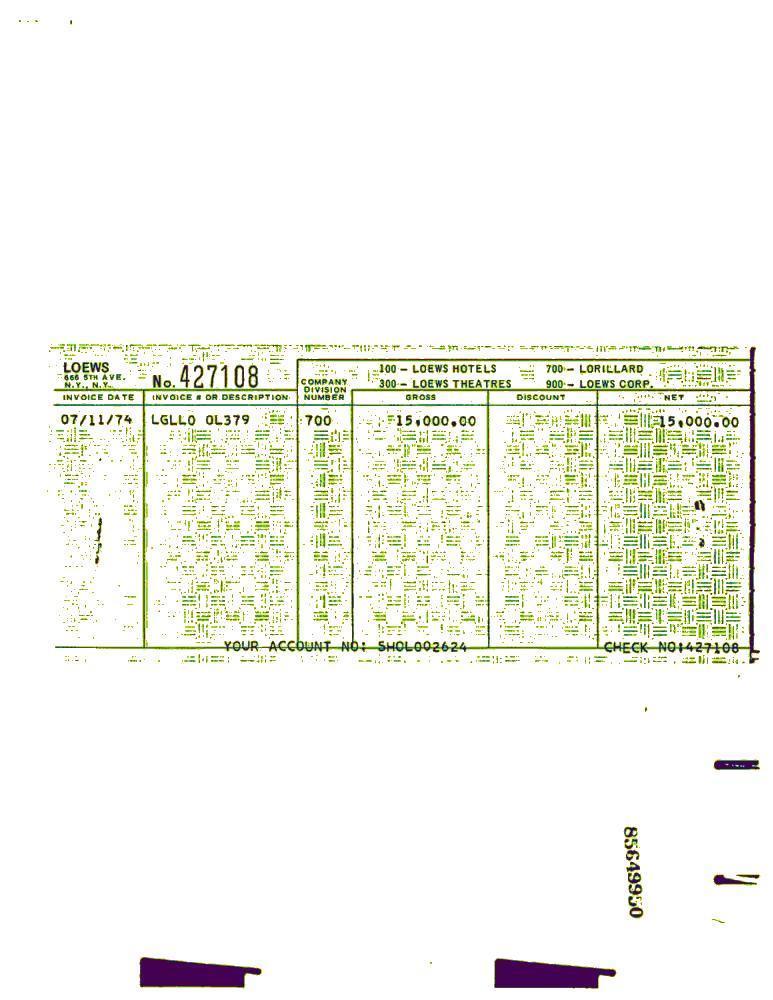 LOEWS
666 5TH AVE.
N.Y., N.Y.
No. 427108
COMPANY DIVISION NUMBER
100 - LOEWS HOTELS 700 - LORILLARD
300 - LOEWS THEATRES 900 - LOEWS CORP.
INVOICE DATE INVOICE # OR DESCRIPTION GROSS DISCOUNT NET
07/11/74 LGLLO OL379 700 15,000.00 15,000.00
YOUR ACCOUNT NO: SHOL002624 CHECK NO:427108
85649950